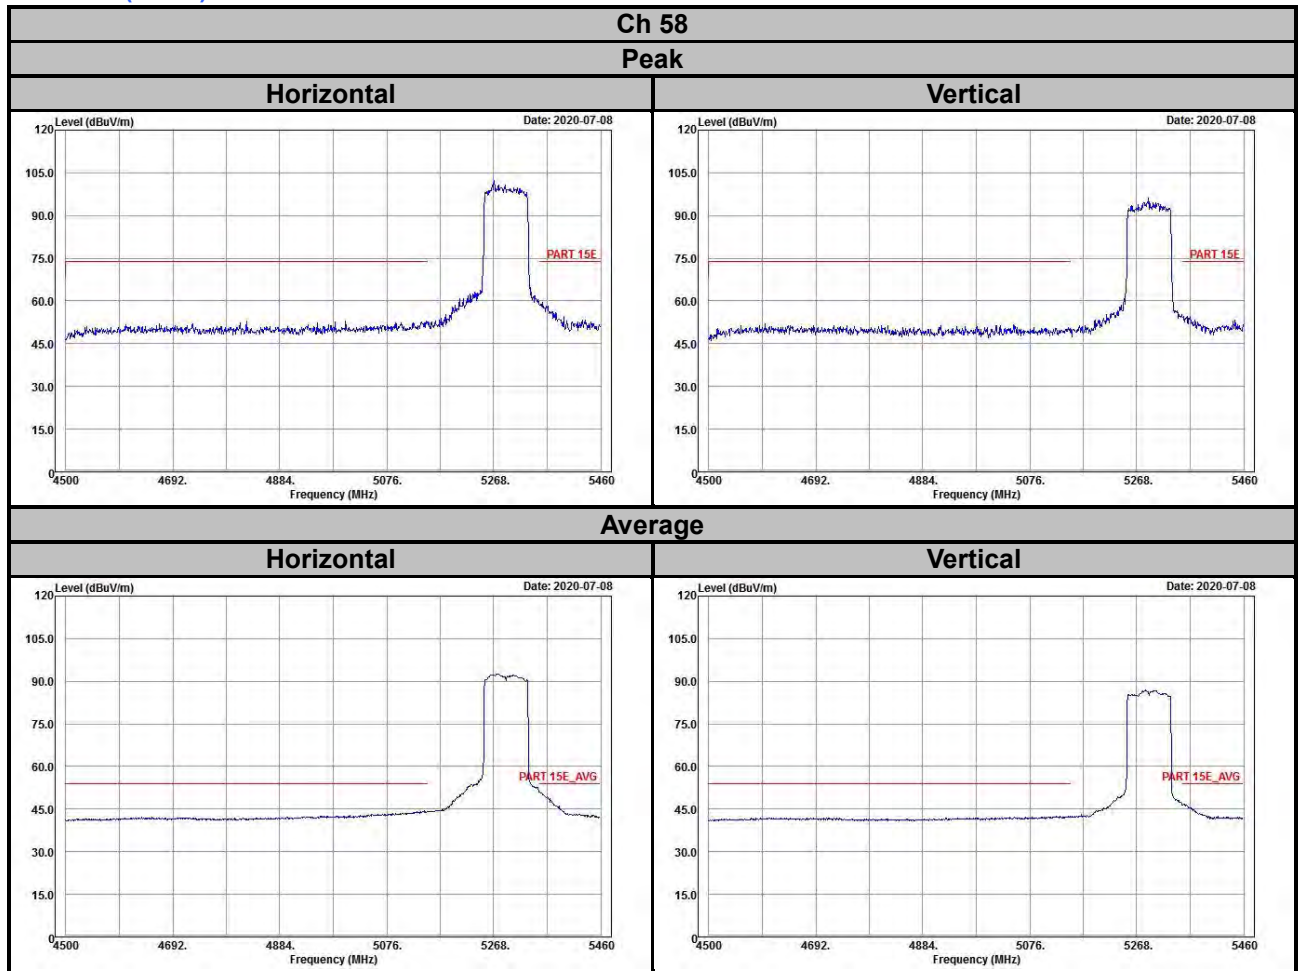 Ch 58
Peak
Horizontal Vertical
Level (dBuV/m) Date: 2020-07-08
120
105.0
90.0
75.0
60.0
45.0
30.0
15.0
0
PART 15E
4500 4692. 4884. 5076. 5268. 5460
Frequency (MHz)
Level (dBuV/m) Date: 2020-07-08
120
105.0
90.0
75.0
60.0
45.0
30.0
15.0
0
PART 15E
4500 4692. 4884. 5076. 5268. 5460
Frequency (MHz)
Average
Horizontal Vertical
Level (dBuV/m) Date: 2020-07-08
120
105.0
90.0
75.0
60.0
45.0
30.0
15.0
0
PART 15E_AVG
4500 4692. 4884. 5076. 5268. 5460
Frequency (MHz)
Level (dBuV/m) Date: 2020-07-08
120
105.0
90.0
75.0
60.0
45.0
30.0
15.0
0
PART 15E_AVG
4500 4692. 4884. 5076. 5268. 5460
Frequency (MHz)